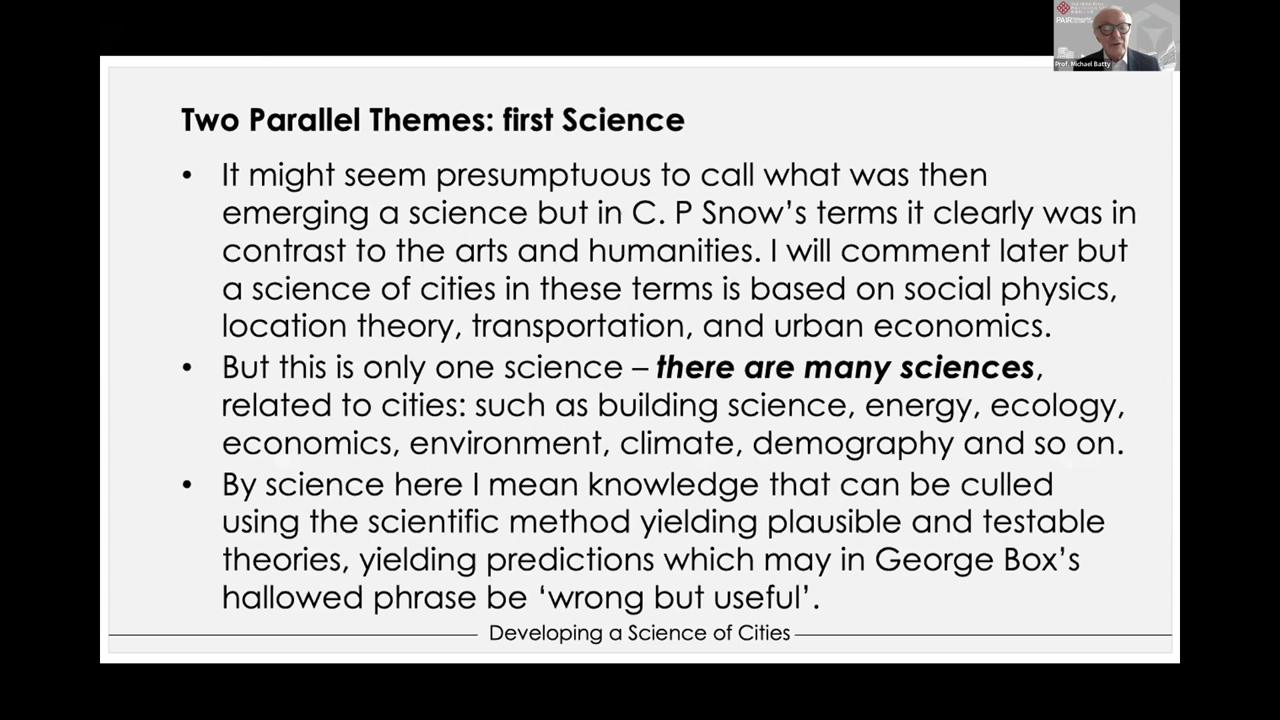 PAIR
Prof. Michael Batty
Two Parallel Themes: first Science
• It might seem presumptuous to call what was then
emerging a science but in C. P Snow’s terms it clearly was in
contrast to the arts and humanities. I will comment later but
a science of cities in these terms is based on social physics,
location theory, transportation, and urban economics.
• But this is only one science – there are many sciences,
related to cities: such as building science, energy, ecology,
economics, environment, climate, demography and so on.
• By science here I mean knowledge that can be culled
using the scientific method yielding plausible and testable
theories, yielding predictions which may in George Box’s
hallowed phrase be ‘wrong but useful’.
Developing a Science of Cities